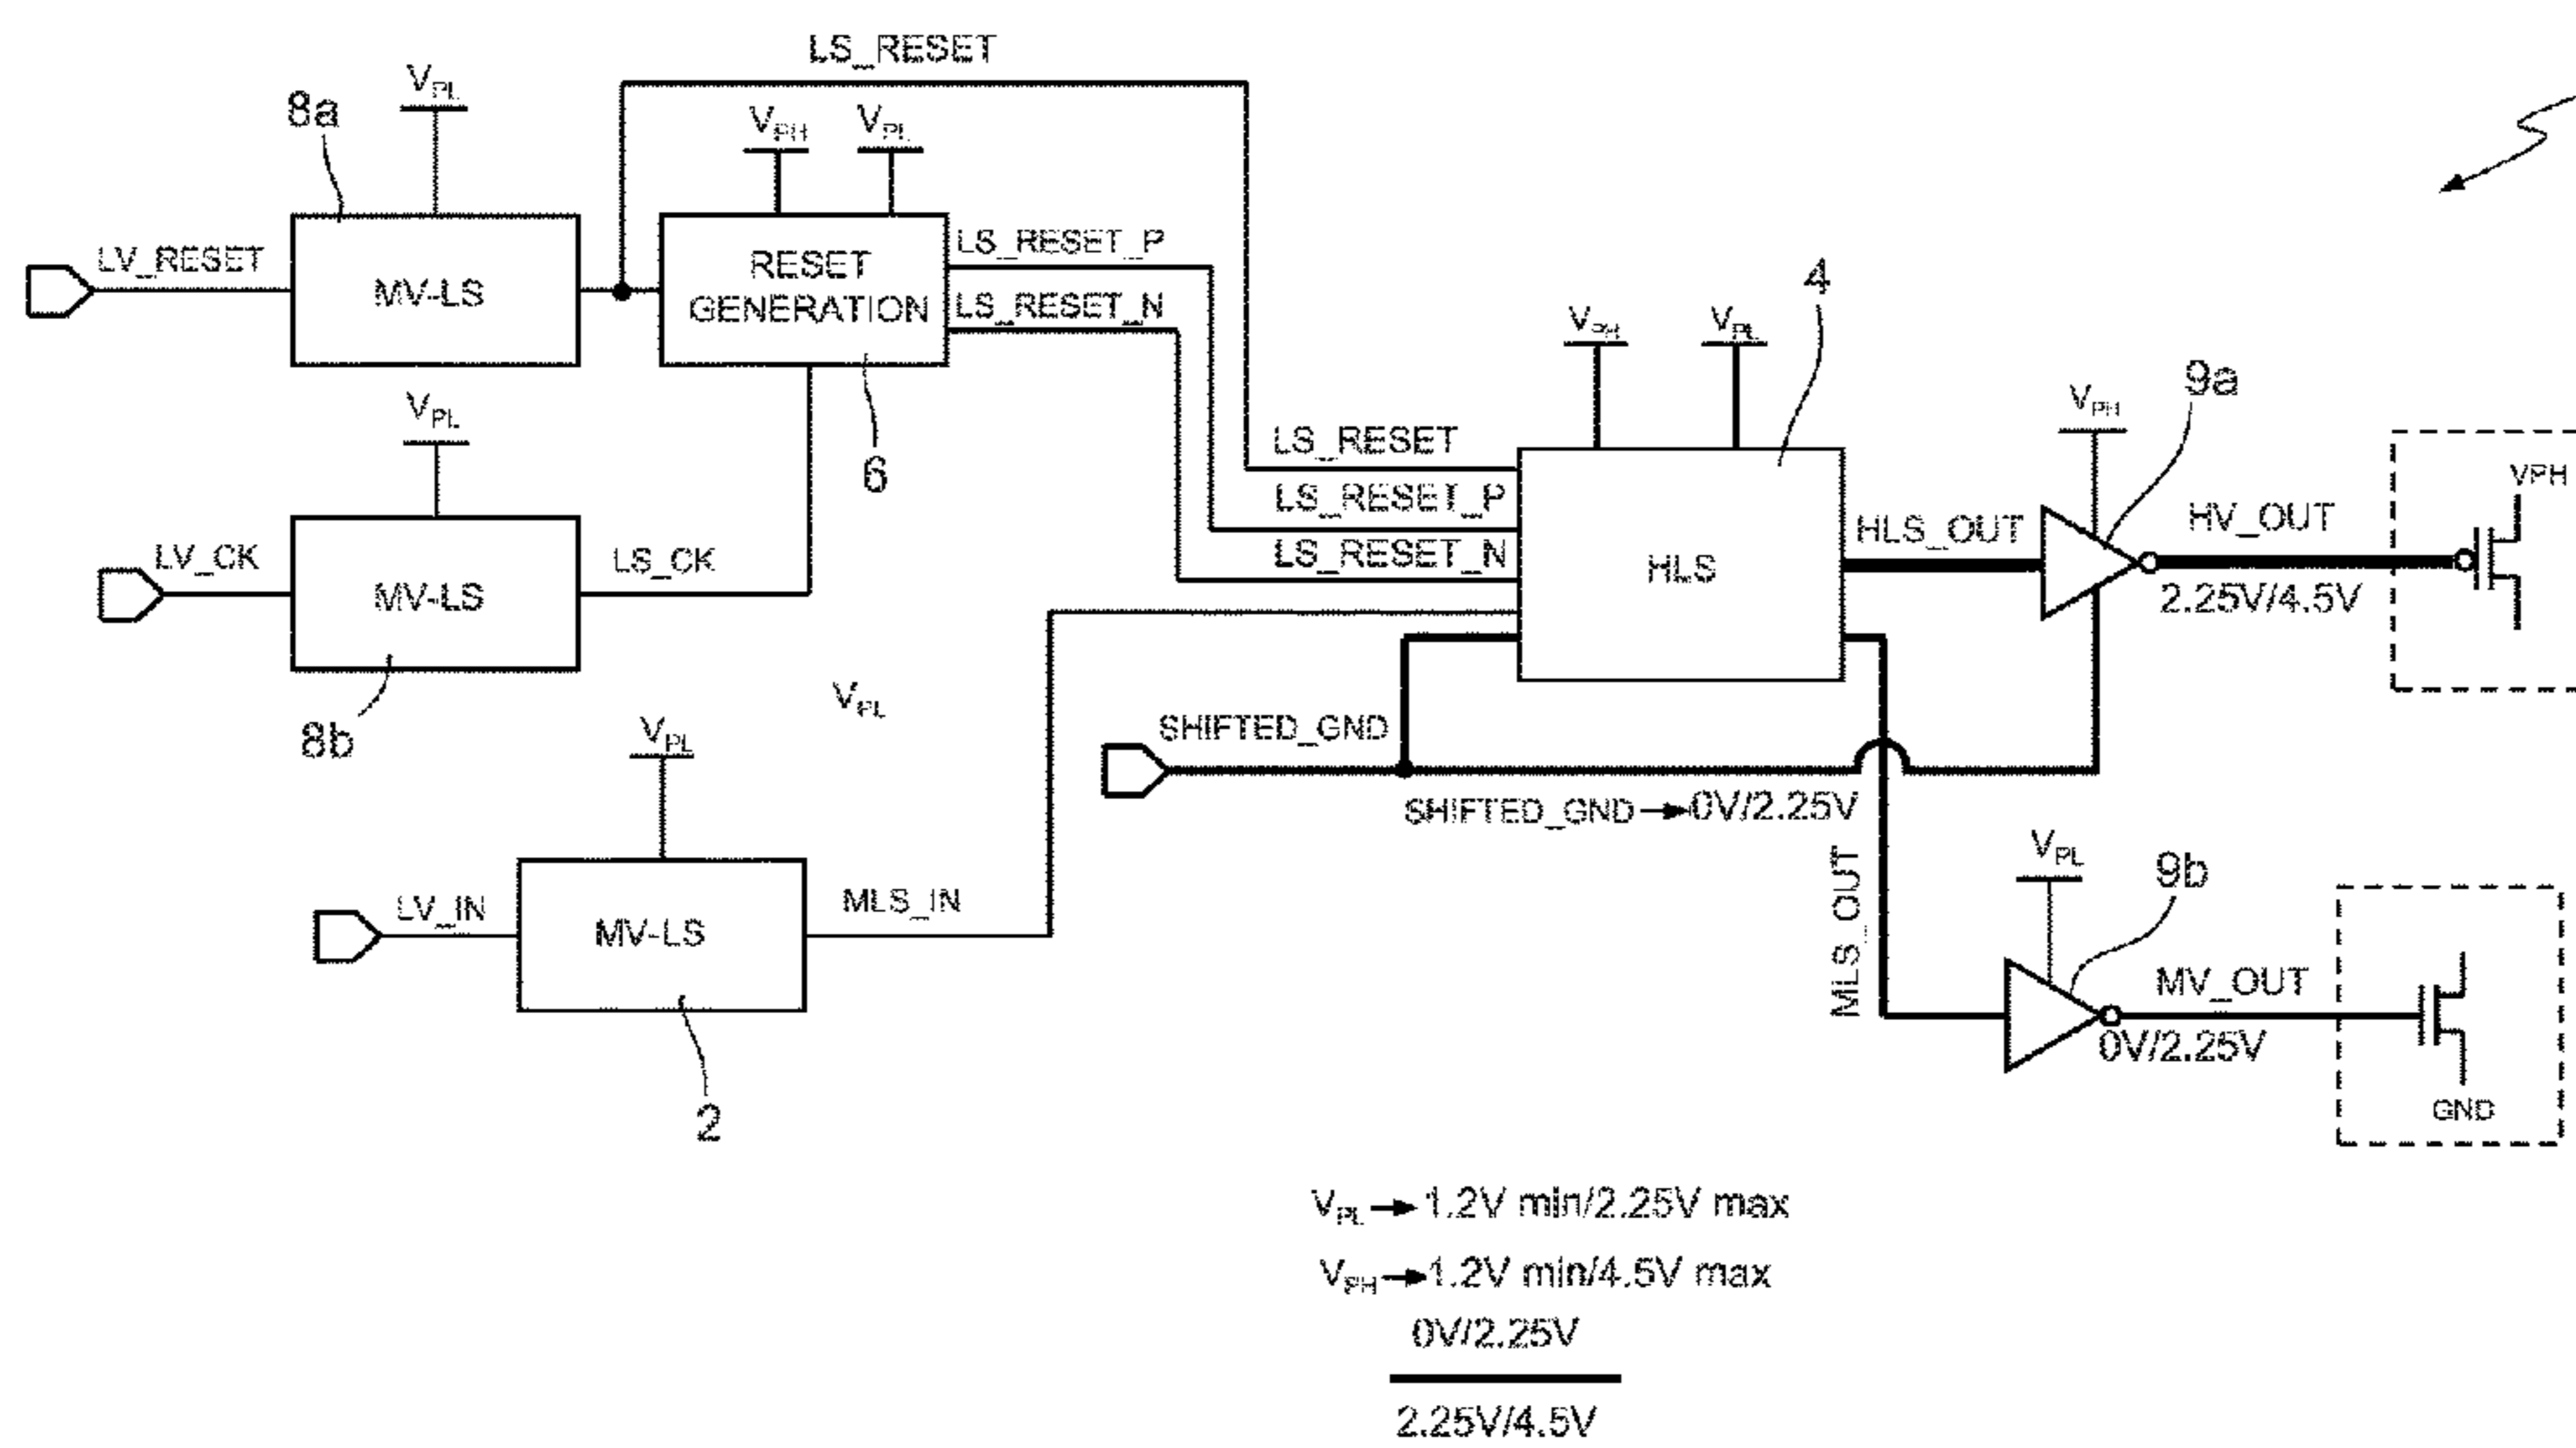 LS_RESET
VPL
8a
VPH
VPL
LV_RESET
MV-LS
RESET
GENERATION
LS_RESET_P
LS_RESET_N
6
VPL
LV_CK
MV-LS
LS_CK
8b
VPL
VPL
LV_IN
MV-LS
MLS_IN
2
4
VPH
VPL
LS_RESET
LS_RESET_P
LS_RESET_N
HLS
HLS_OUT
VPH
9a
HV_OUT
2.25V/4.5V
VPH
SHIFTED_GND
SHIFTED_GND→0V/2.25V
MLS_OUT
VPL
9b
MV_OUT
0V/2.25V
GND
VPL→1.2V min/2.25V max
VPH→1.2V min/4.5V max
0V/2.25V
2.25V/4.5V